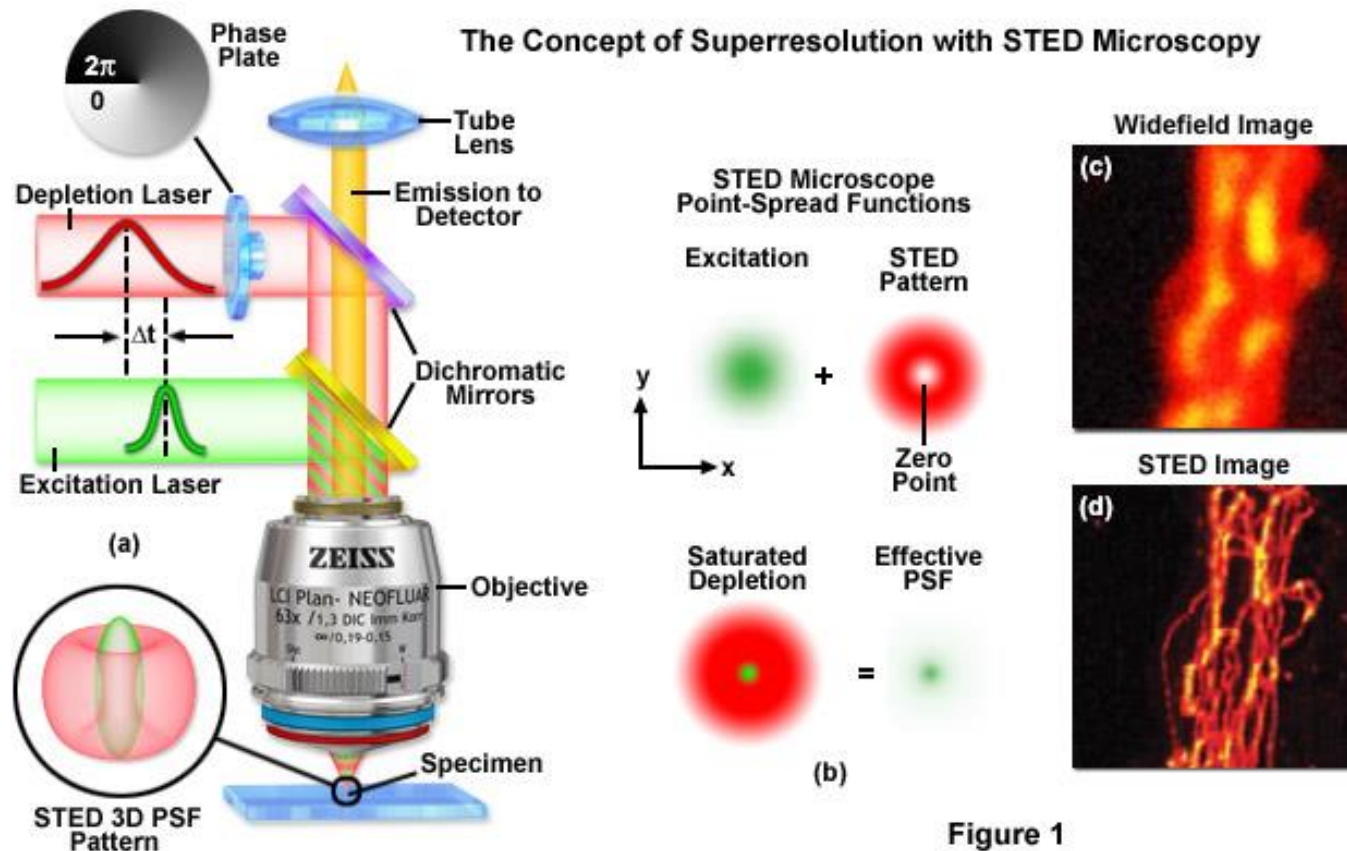 The Concept of Superresolution with STED Microscopy
Phase
Plate
2π
0
Tube
Lens
Depletion Laser
Emission to
Detector
Δt
Dichromatic
Mirrors
Excitation Laser
(a)
ZEISS
LCI Plan- NEOFLUAR
63x /1,3 DIC Imm Korr
∞/0,19-0,15
Objective
Specimen
STED 3D PSF
Pattern
STED Microscope
Point-Spread Functions
Excitation
STED
Pattern
+
y
x
Zero
Point
Saturated
Depletion
Effective
PSF
=
(b)
Widefield Image
(c)
STED Image
(d)
Figure 1